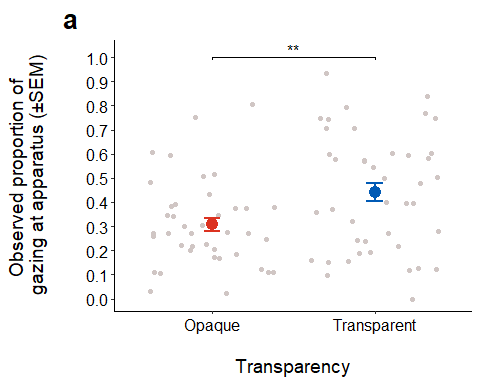 a
Observed proportion of
gazing at apparatus (±SEM)
1.0
0.9
0.8
0.7
0.6
0.5
0.4
0.3
0.2
0.1
0.0
**
Opaque
Transparent
Transparency